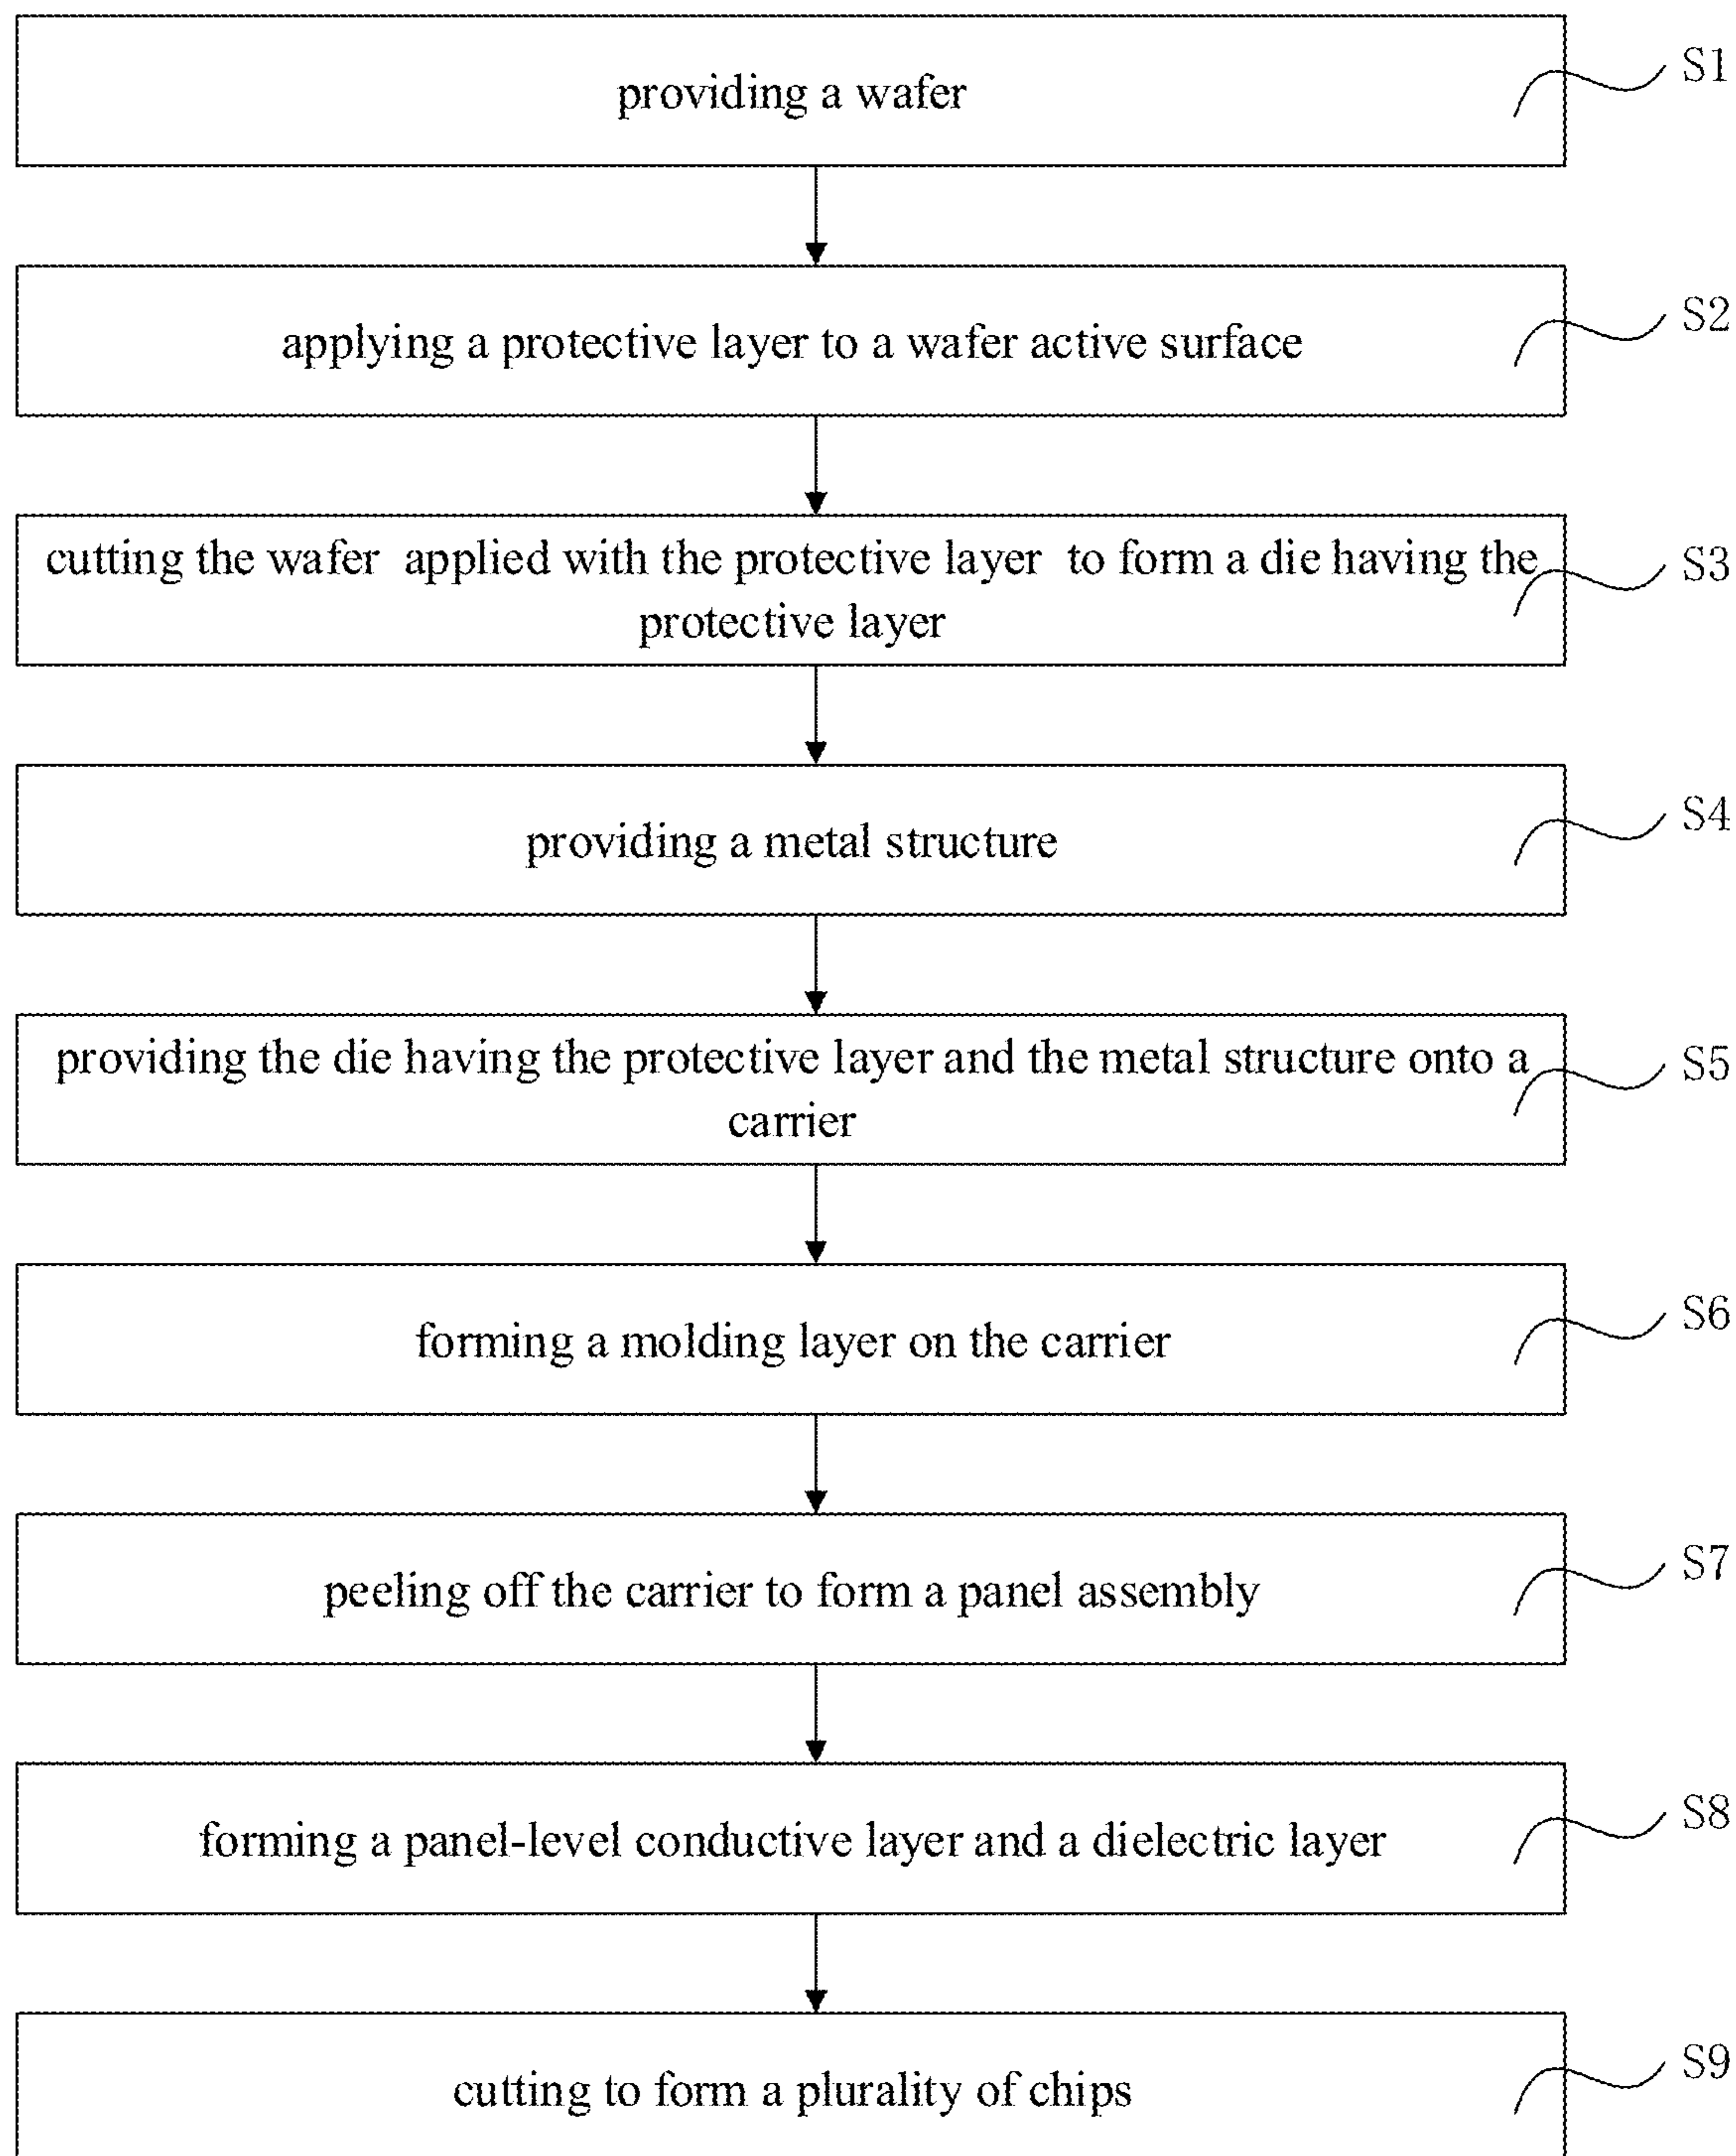 providing a wafer
S1
applying a protective layer to a wafer active surface
S2
cutting the wafer  applied with the protective layer  to form a die having the
protective layer
S3
providing a metal structure
S4
providing the die having the protective layer and the metal structure onto a
carrier
S5
forming a molding layer on the carrier
S6
peeling off the carrier to form a panel assembly
S7
forming a panel-level conductive layer and a dielectric layer
S8
cutting to form a plurality of chips
S9